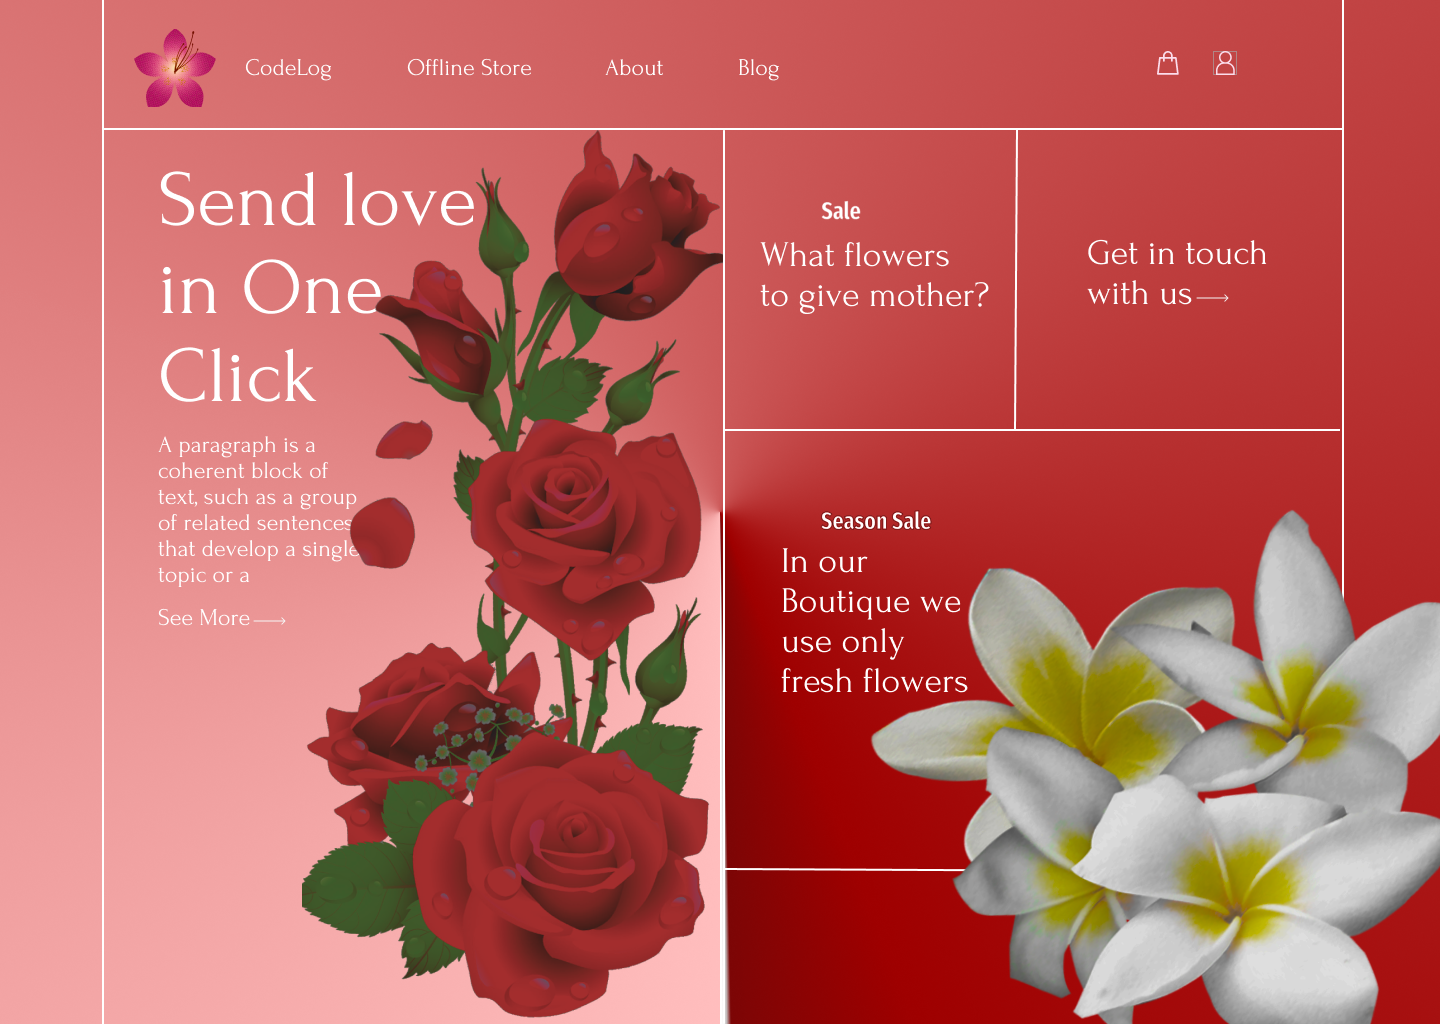 CodeLog
Offline Store
About
Blog
Send love
in One
Click
A paragraph is a
coherent block of
text, such as a group
of related sentences
that develop a single
topic or a
See More
Sale
What flowers
to give mother?
Get in touch
with us
Season Sale
In our
Boutique we
use only
fresh flowers